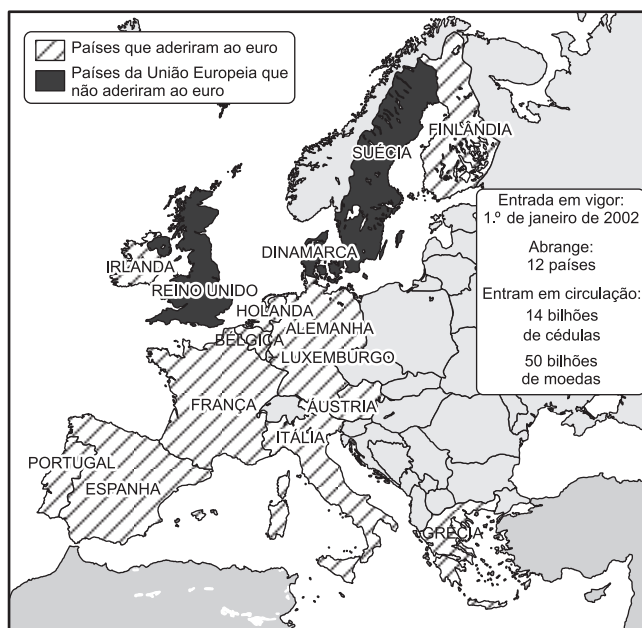 Países que aderiram ao euro
Países da União Europeia que
não aderiram ao euro
FINLÂNDIA
SUÉCIA
Entrada em vigor:
1.º de janeiro de 2002
Abrange:
12 países
Entram em circulação:
14 bilhões
de cédulas
50 bilhões
de moedas
DINAMARCA
IRLANDA
REINO UNIDO
HOLANDA
ALEMANHA
BÉLGICA
LUXEMBURGO
FRANÇA
ÁUSTRIA
ITÁLIA
PORTUGAL
ESPANHA
GRÉCIA